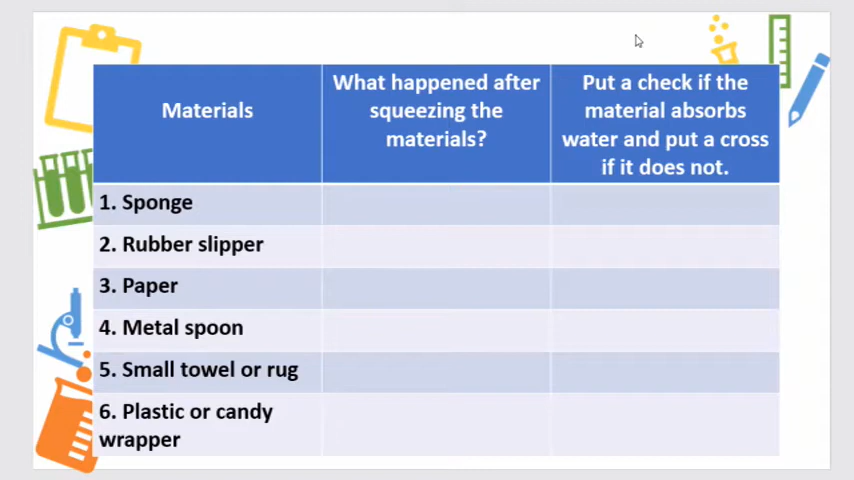 Materials
What happened after
squeezing the
materials?
Put a check if the
material absorbs
water and put a cross
if it does not.
1. Sponge
2. Rubber slipper
3. Paper
4. Metal spoon
5. Small towel or rug
6. Plastic or candy
wrapper